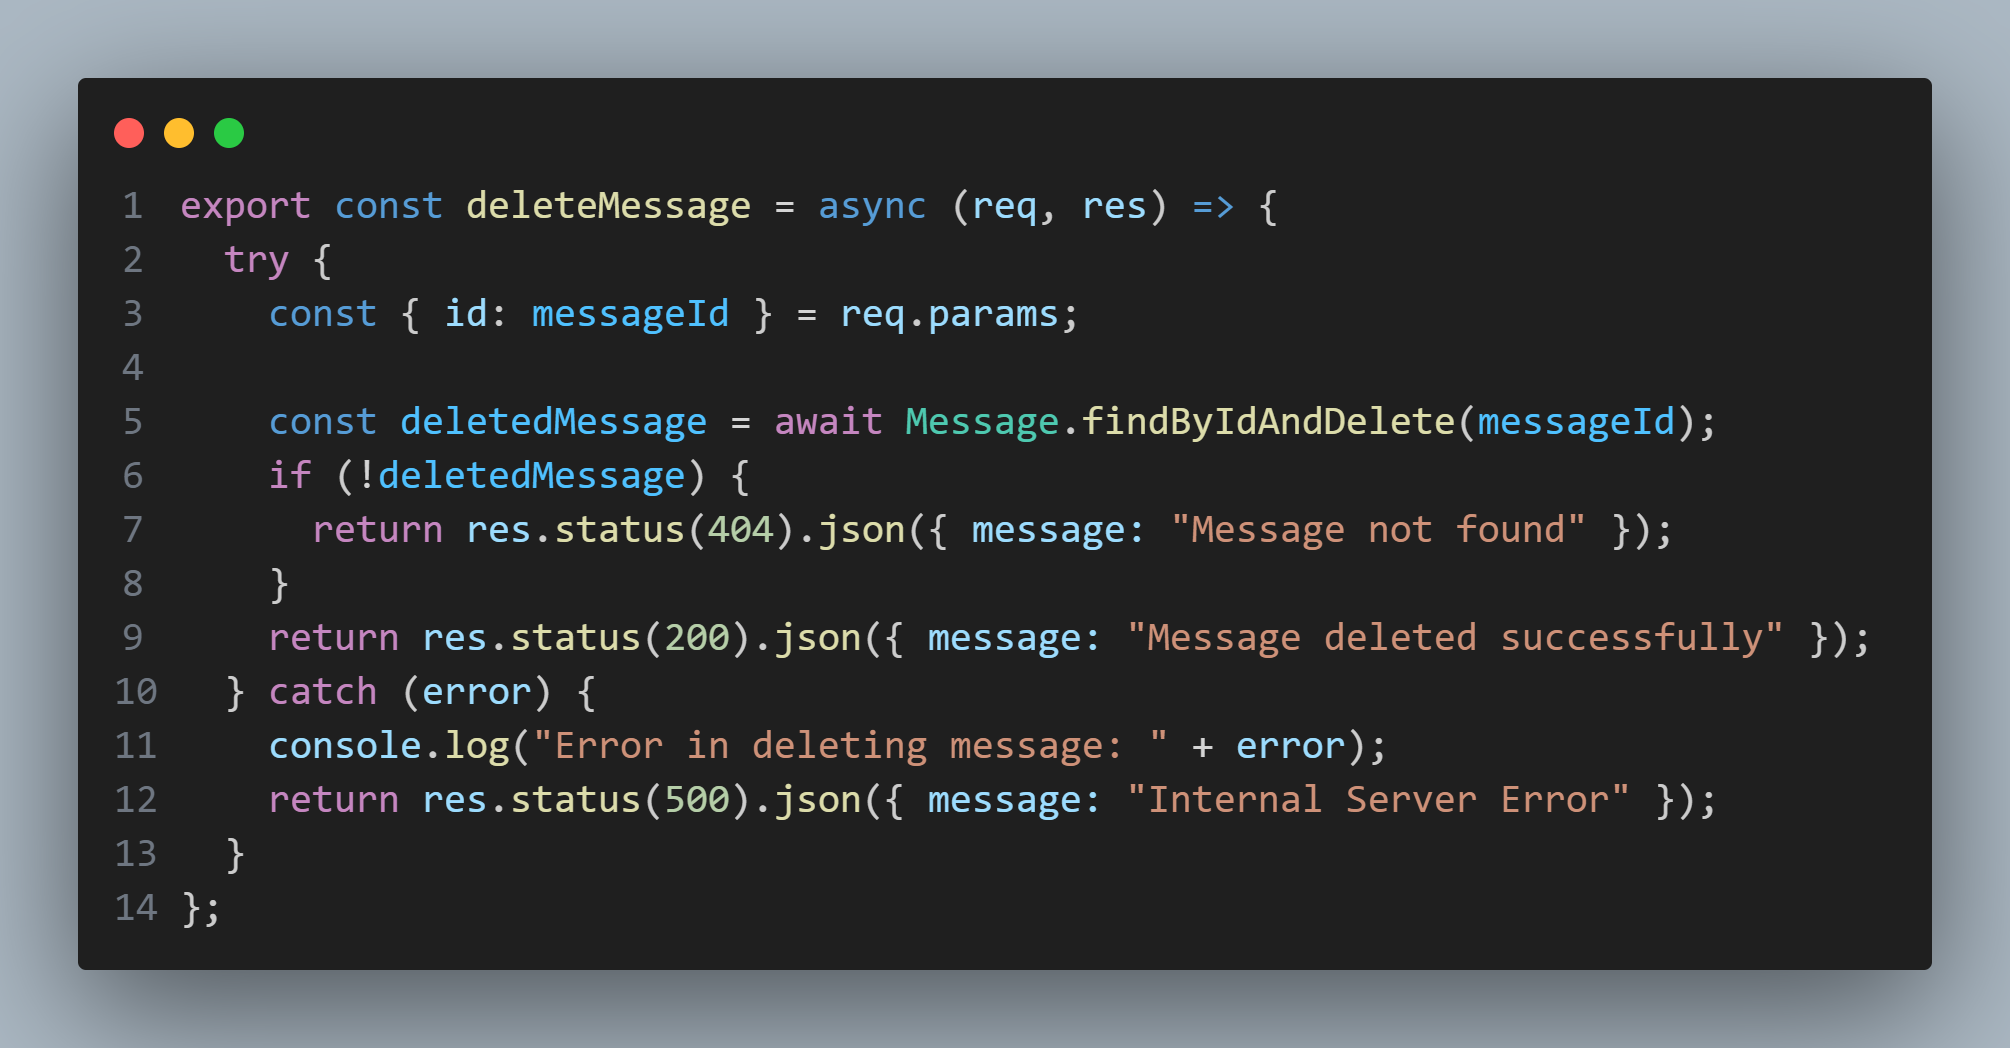 1 export const deleteMessage = async (req, res) => {
2   try {
3     const { id: messageId } = req.params;
4
5     const deletedMessage = await Message.findByIdAndDelete(messageId);
6     if (!deletedMessage) {
7       return res.status(404).json({ message: "Message not found" });
8     }
9     return res.status(200).json({ message: "Message deleted successfully" });
10   } catch (error) {
11     console.log("Error in deleting message: " + error);
12     return res.status(500).json({ message: "Internal Server Error" });
13   }
14 };